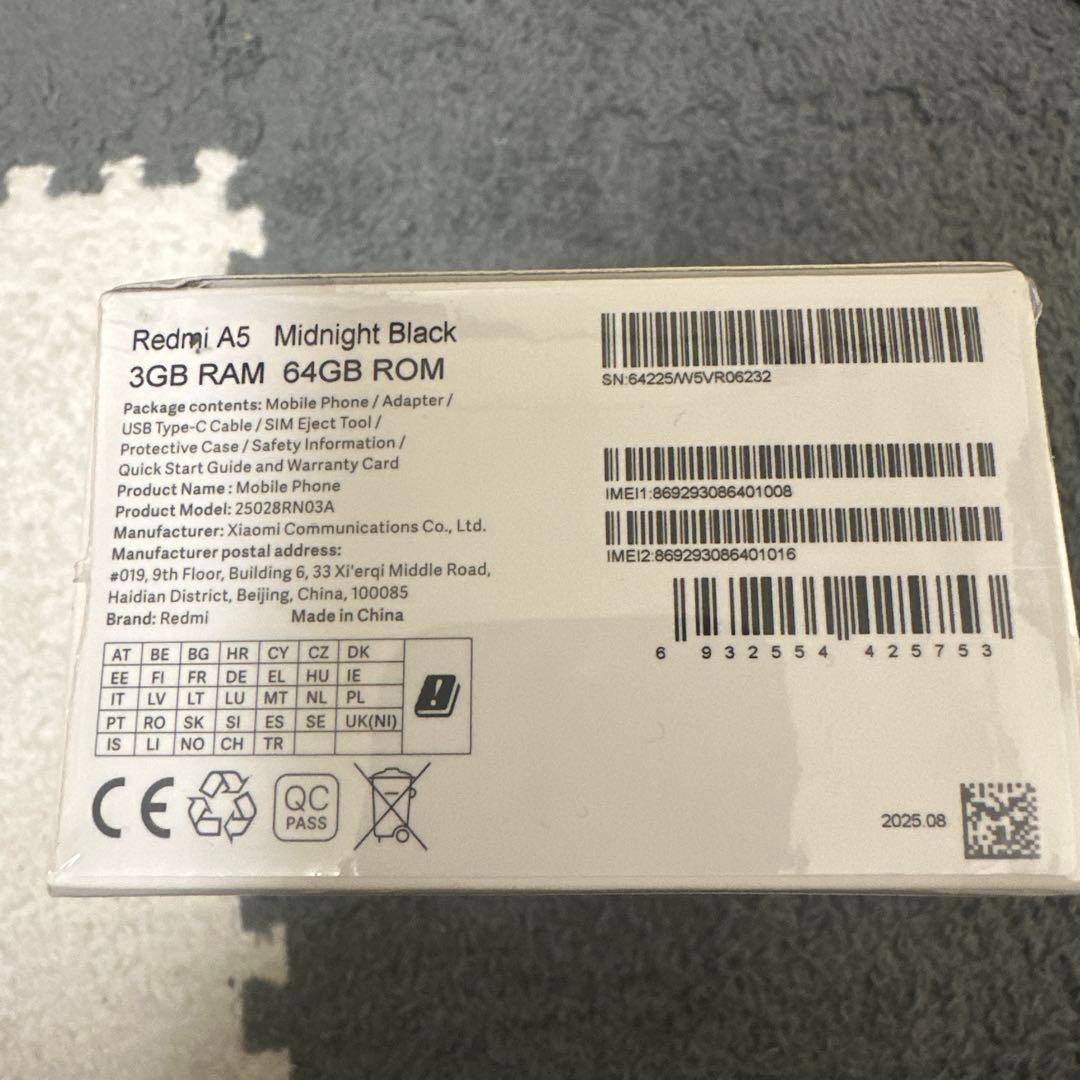 Redmi A5 Midnight Black
3GB RAM 64GB ROM
Package contents: Mobile Phone / Adapter /
USB Type-C Cable / SIM Eject Tool /
Protective Case / Safety Information /
Quick Start Guide and Warranty Card
Product Name : Mobile Phone
Product Model: 25028RN03A
Manufacturer: Xiaomi Communications Co., Ltd.
Manufacturer postal address:
#019, 9th Floor, Building 6, 33 Xi'erqi Middle Road,
Haidian District, Beijing, China, 100085
Brand: Redmi Made in China
AT BE BG HR CY CZ DK
EE FI FR DE EL HU IE
IT LV LT LU MT NL PL
PT RO SK SI ES SE UK(NI)
IS LI NO CH TR
CE
QC
PASS
SN:64225/W5VR06232
IMEI1:869293086401008
IMEI2:869293086401016
6 932554 425753
2025.08